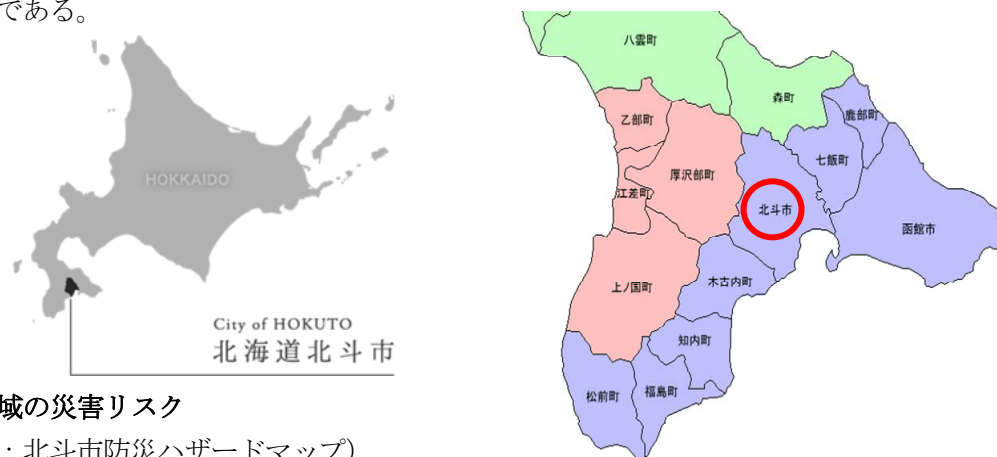 である。
HOKKAIDO
City of HOKUTO
北海道北斗市
八雲町
森町
乙部町
鹿部町
七飯町
厚沢部町
江差町
北斗市
函館市
上ノ国町
木古内町
知内町
松前町
福島町
域の災害リスク
：北斗市防災ハザードマップ）